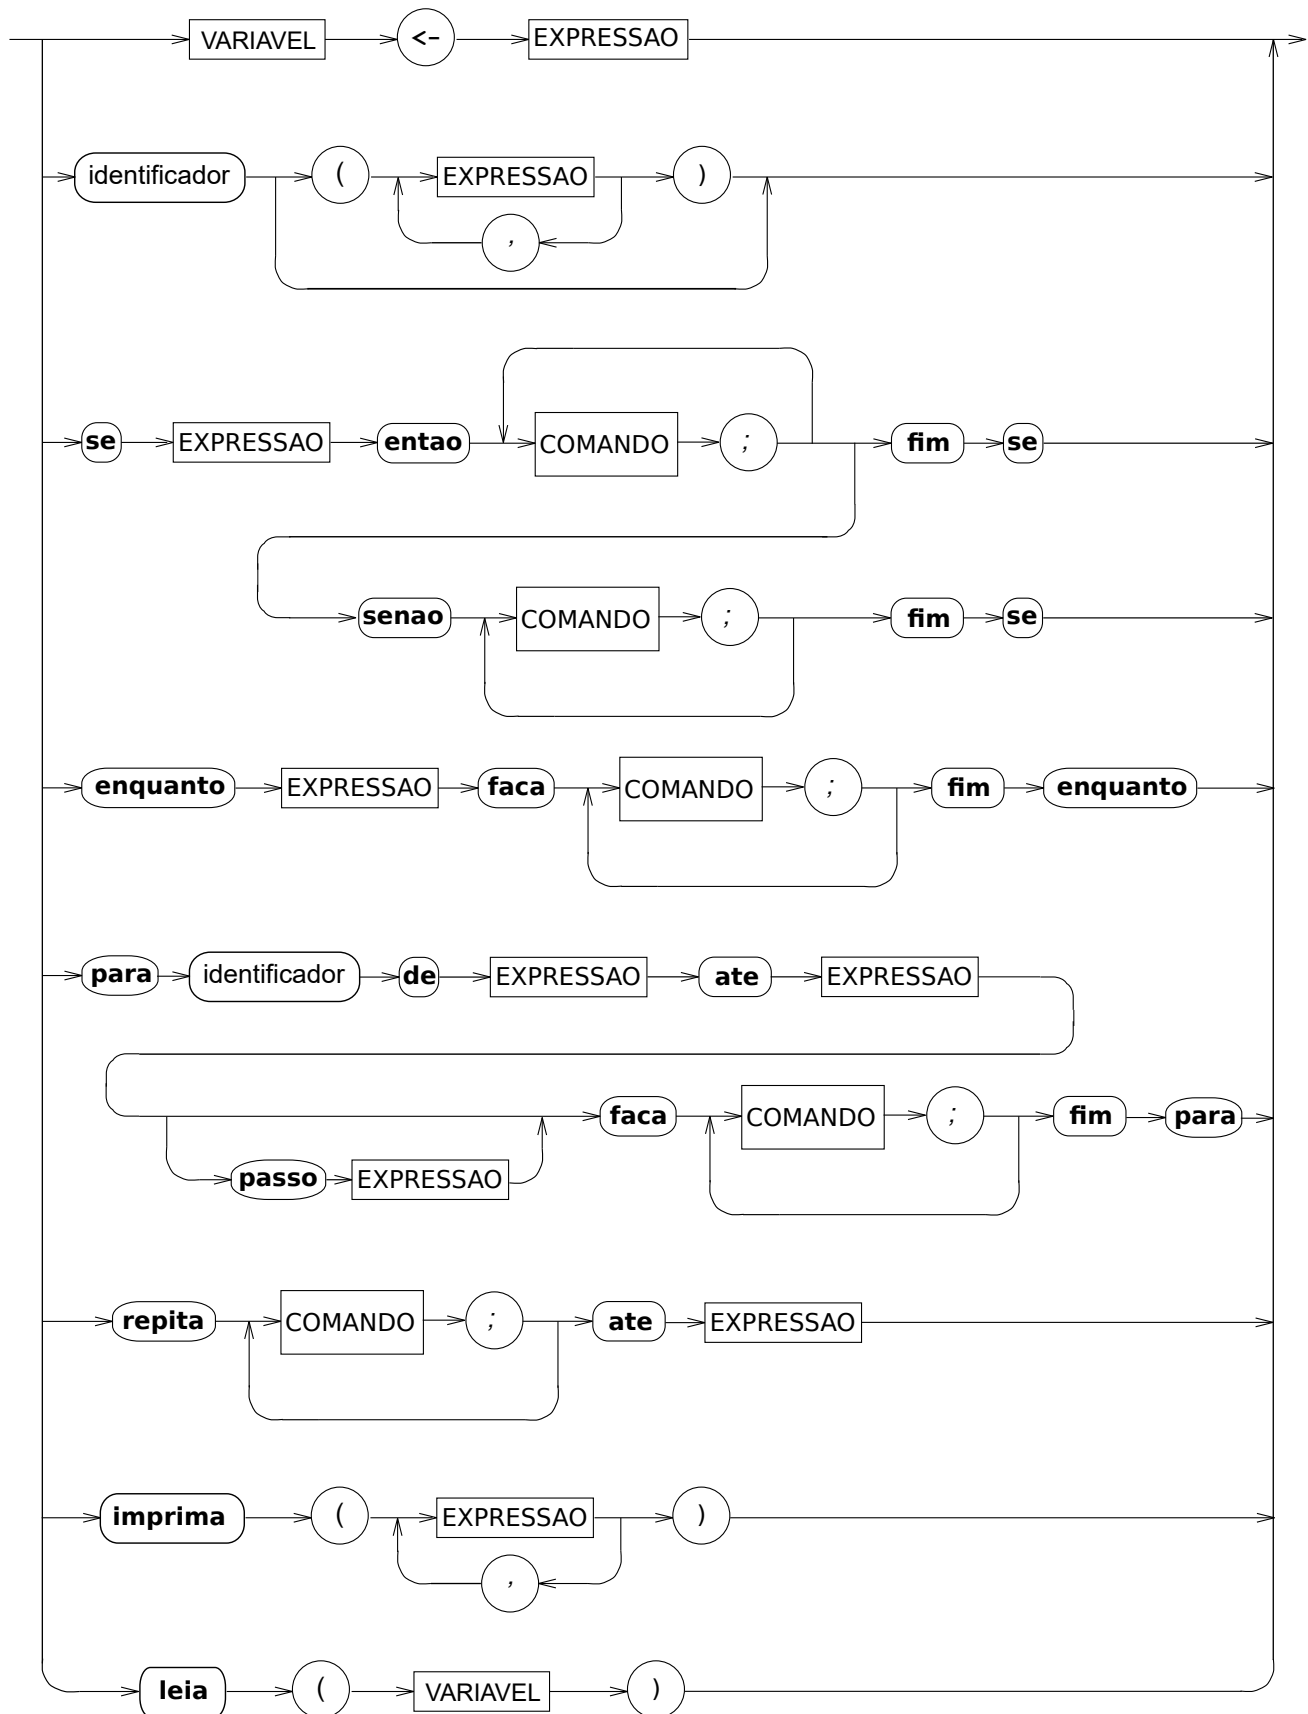 VARIAVEL <- EXPRESSAO
identificador ( EXPRESSAO )
,
se EXPRESSAO entao COMANDO ; fim se
senao COMANDO ; fim se
enquanto EXPRESSAO faca COMANDO ; fim enquanto
para identificador de EXPRESSAO ate EXPRESSAO
faca COMANDO ; fim para
passo EXPRESSAO
repita COMANDO ; ate EXPRESSAO
imprima ( EXPRESSAO )
,
leia ( VARIAVEL )